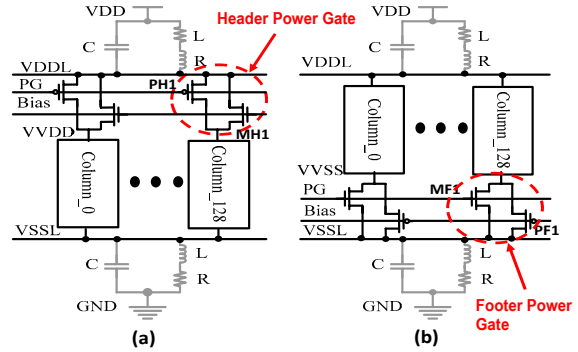 VDD
L
C
R
VDDL
PG
PH1
Bias
VVDD
MH1
Column_0
Column_128
VSSL
C
L
R
GND
(a)
Header Power
Gate
VDD
L
C
R
VDDL
Column_0
Column_128
VVSS
PG
MF1
Bias
VSSL
PF1
C
L
R
GND
(b)
Footer Power
Gate